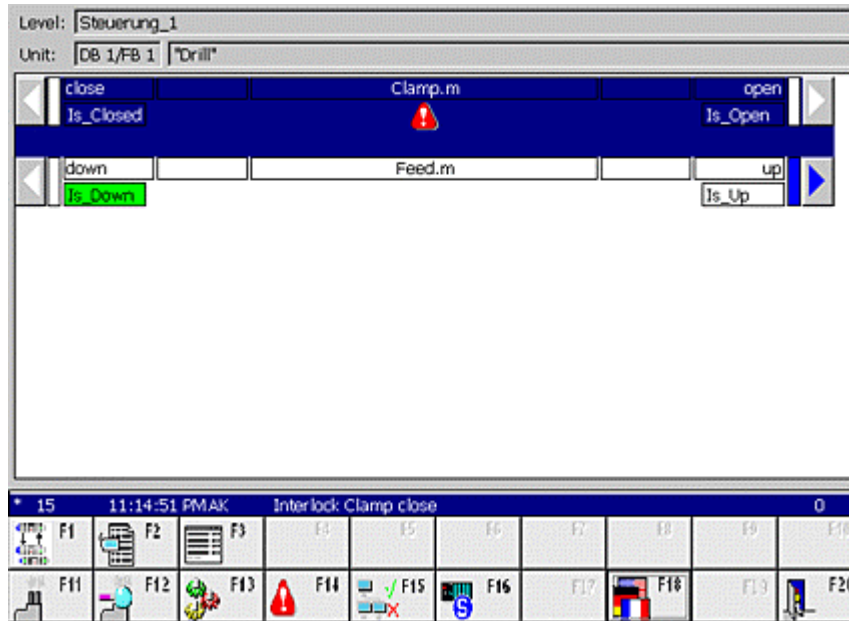 Level: Steuerung_1
Unit: DB 1/FB 1 "Drill"
close Clamp.m open
Is_Closed Is_Open
down Feed.m up
Is_Down Is_Up
* 15 11:14:51 PM AK Interlock Clamp close 0
F1 F2 F3 F4 F5 F6 F7 F8 F9 F10
F11 F12 F13 F14 F15 F16 F17 F18 F19 F20